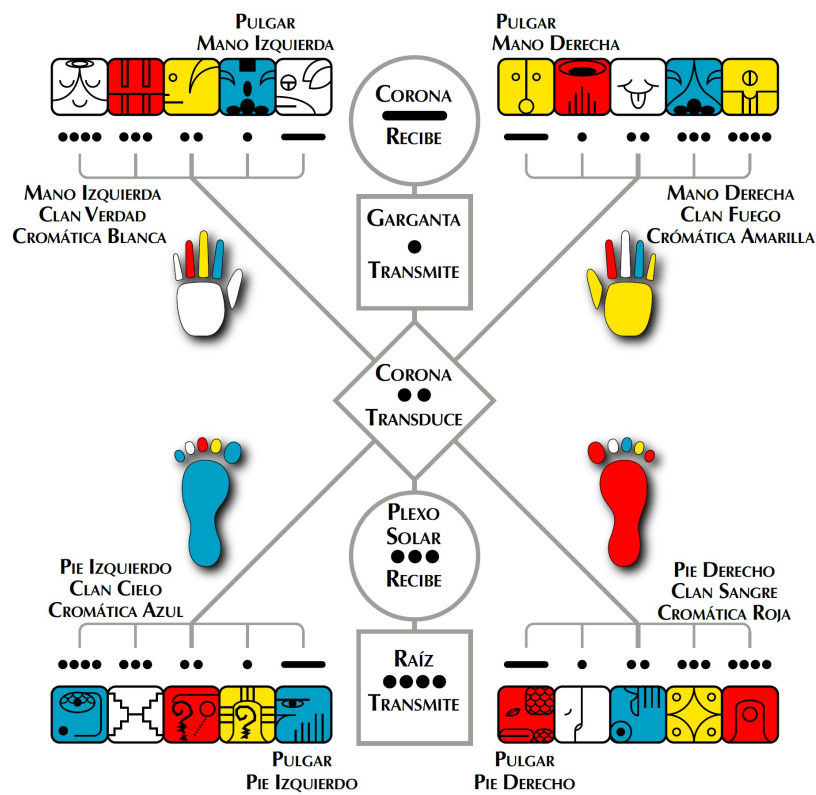 Pulgar
Mano Izquierda
Pulgar
Mano Derecha
Corona
Recibe
Mano Izquierda
Clan Verdad
Cromática Blanca
Garganta
Transmite
Mano Derecha
Clan Fuego
Crómática Amarilla
Corona
Transduce
Plexo
Solar
Recibe
Pie Izquierdo
Clan Cielo
Cromática Azul
Pie Derecho
Clan Sangre
Cromática Roja
Raíz
Transmite
Pulgar
Pie Izquierdo
Pulgar
Pie Derecho